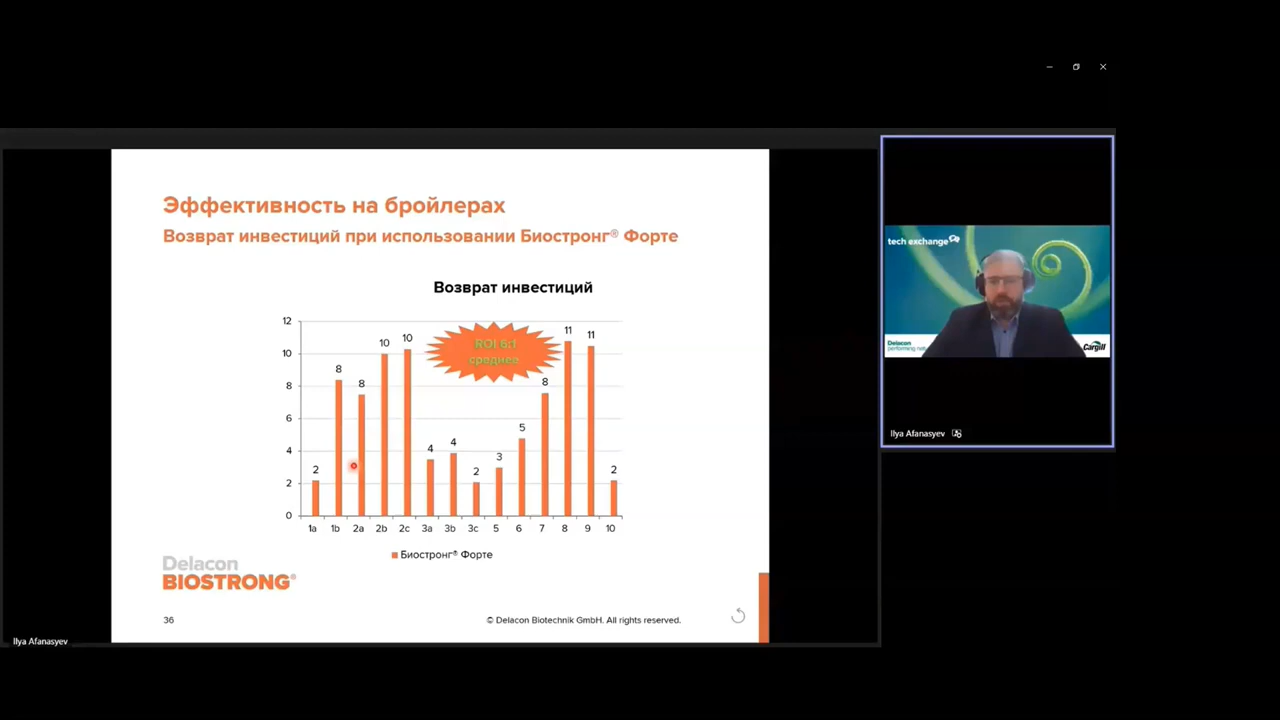 Эффективность на бройлерах
Возврат инвестиций при использовании Биостронг® Форте
Возврат инвестиций
12
10
8
6
4
2
0
2
8
8
10
10
4
4
2
3
5
8
11
11
2
ROI 6:1
среднее
1a 1b 2a 2b 2c 3a 3b 3c 5 6 7 8 9 10
Биостронг® Форте
Delacon
BIOSTRONG®
36
© Delacon Biotechnik GmbH. All rights reserved.
Ilya Afanasyev
tech exchange
Delacon
Cargill
Ilya Afanasyev